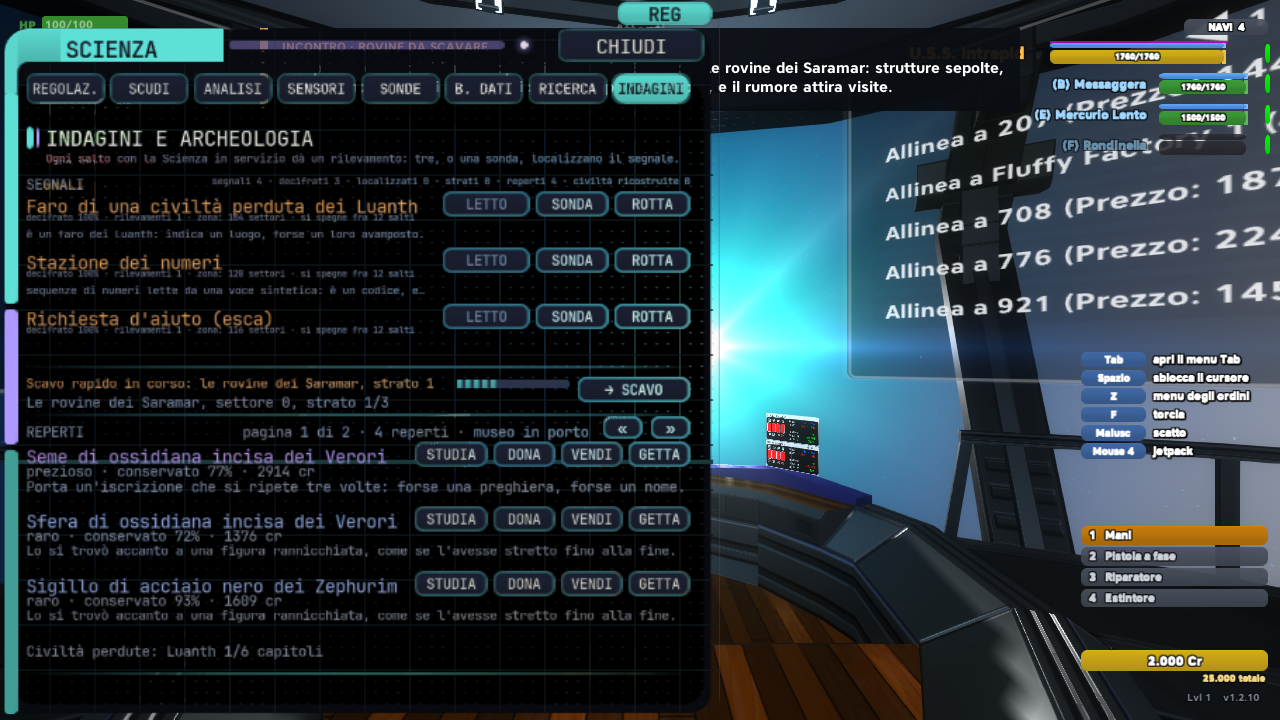 HP 100/100
REG
SCIENZA
INCONTRO · ROVINE DA SCAVARE
CHIUDI
REGOLAZ.
SCUDI
ANALISI
SENSORI
SONDE
B. DATI
RICERCA
INDAGINI
e rovine dei Saramar: strutture sepolte,
, e il rumore attira visite.
INDAGINI E ARCHEOLOGIA
Ogni salto con la Scienza in servizio dà un rilevamento: tre, o una sonda, localizzano il segnale.
SEGNALI
segnali 4 · decifrati 3 · localizzati 0 · strati 8 · reperti 4 · civiltà ricostruite 0
Faro di una civiltà perduta dei Luanth
LETTO
SONDA
ROTTA
decifrato 100% · rilevamenti 1 · zona: 184 settori · si spegne fra 12 salti
è un faro dei Luanth: indica un luogo, forse un loro avamposto.
Stazione dei numeri
LETTO
SONDA
ROTTA
decifrato 100% · rilevamenti 1 · zona: 128 settori · si spegne fra 12 salti
sequenze di numeri lette da una voce sintetica: è un codice, e…
Richiesta d'aiuto (esca)
LETTO
SONDA
ROTTA
decifrato 100% · rilevamenti 1 · zona: 116 settori · si spegne fra 12 salti
Scavo rapido in corso: le rovine dei Saramar, strato 1
→ SCAVO
Le rovine dei Saramar, settore 0, strato 1/3
REPERTI
pagina 1 di 2 · 4 reperti · museo in porto
«
»
Seme di ossidiana incisa dei Verori
STUDIA
DONA
VENDI
GETTA
prezioso · conservato 77% · 2914 cr
Porta un'iscrizione che si ripete tre volte: forse una preghiera, forse un nome.
Sfera di ossidiana incisa dei Verori
STUDIA
DONA
VENDI
GETTA
raro · conservato 72% · 1376 cr
Lo si trovò accanto a una figura rannicchiata, come se l'avesse stretto fino alla fine.
Sigillo di acciaio nero dei Zephurim
STUDIA
DONA
VENDI
GETTA
raro · conservato 93% · 1609 cr
Lo si trovò accanto a una figura rannicchiata, come se l'avesse stretto fino alla fine.
Civiltà perdute: Luanth 1/6 capitoli
U.S.S. Intrepid
NAVI 4
1760/1760
(B) Messaggera
1760/1760
(E) Mercurio Lento
1500/1500
(F) Rondinella
Allinea a 207 (Prezzo: 144
Allinea a Fluffy Factory 1 (
Allinea a 708 (Prezzo: 187
Allinea a 776 (Prezzo: 224
Allinea a 921 (Prezzo: 145
Tab apri il menu Tab
Spazio sblocca il cursore
Z menu degli ordini
F torcia
Maiusc scatto
Mouse 4 jetpack
1 Mani
2 Pistola a fase
3 Riparatore
4 Estintore
2.000 Cr
25.000 totale
Lvl 1 v1.2.10